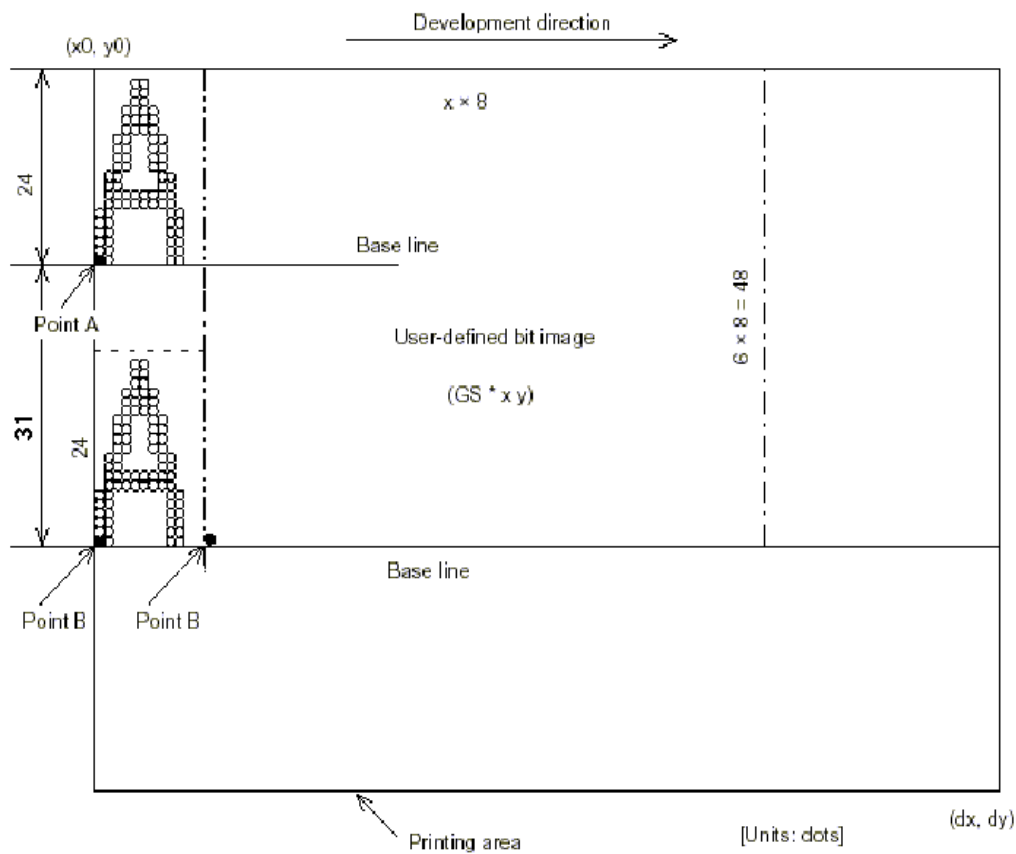 Development direction
(x0, y0)
x × 8
24
Base line
Point A
6 × 8 = 48
User-defined bit image
(GS * x y)
31
24
Base line
Point B
Point B
(dx, dy)
Printing area
[Units: dots]